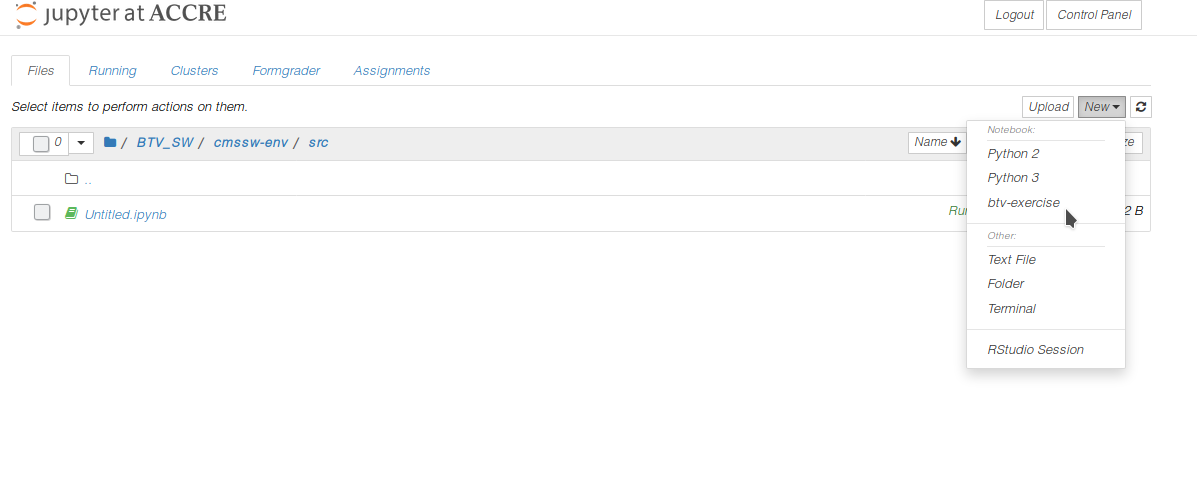 jupyter at ACCRE
Logout Control Panel
Files Running Clusters Formgrader Assignments
Select items to perform actions on them.
Upload New
0 / BTV_SW / cmssw-env / src Name
..
Untitled.ipynb 2 B
Notebook:
Python 2
Python 3
btv-exercise
Other:
Text File
Folder
Terminal
RStudio Session